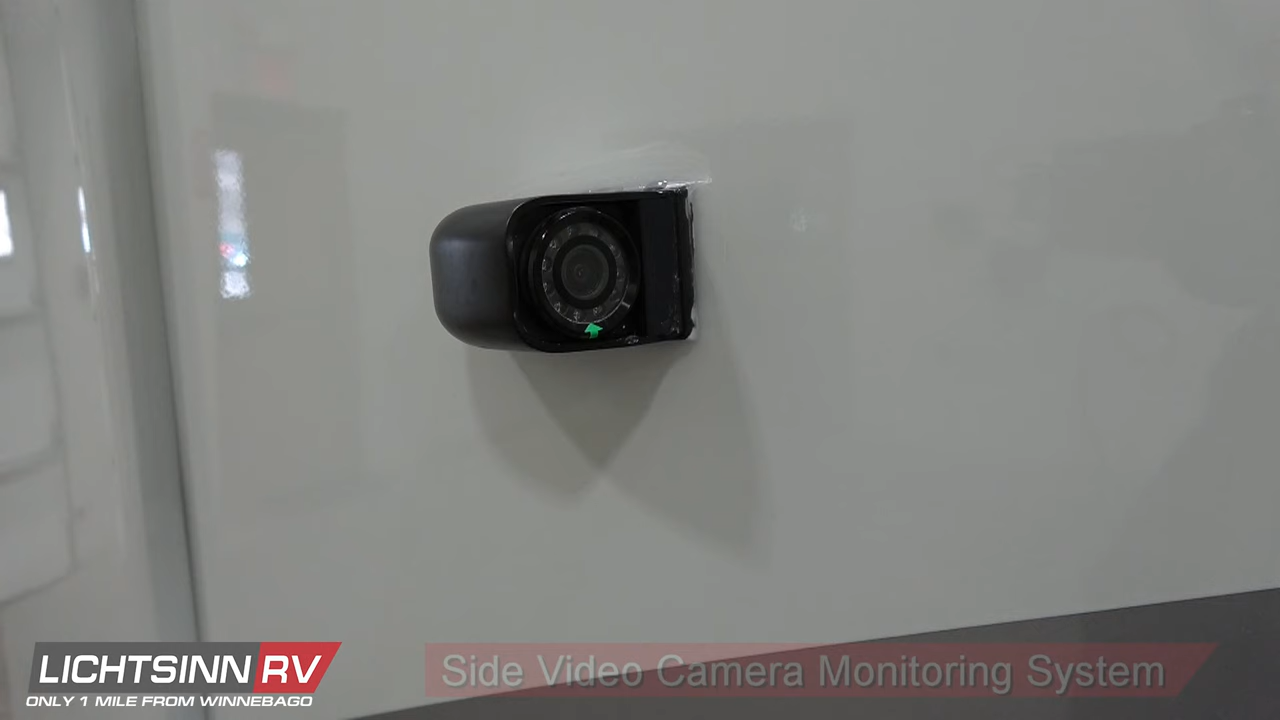 LICHTSINN RV
ONLY 1 MILE FROM WINNEBAGO
Side Video Camera Monitoring System